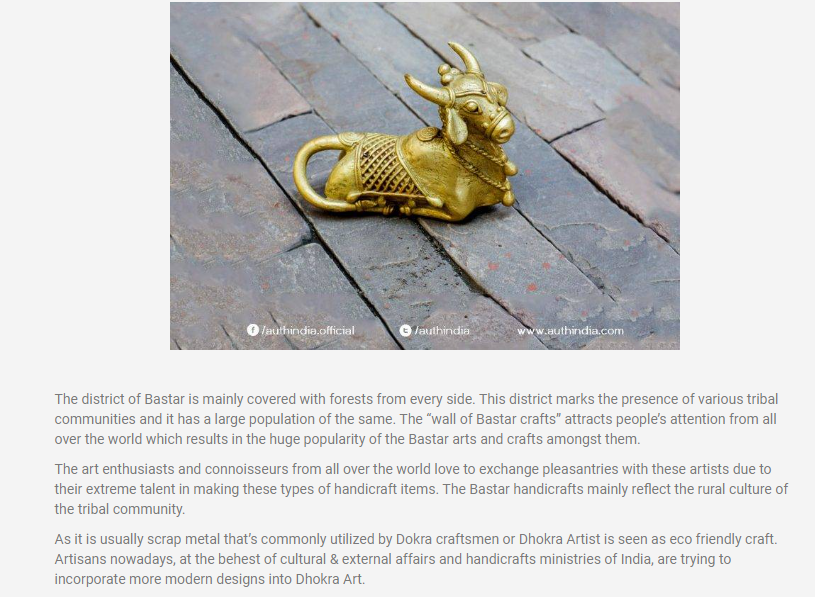 /authindia.official /authindia www.authindia.com
The district of Bastar is mainly covered with forests from every side. This district marks the presence of various tribal
communities and it has a large population of the same. The “wall of Bastar crafts” attracts people’s attention from all
over the world which results in the huge popularity of the Bastar arts and crafts amongst them.
The art enthusiasts and connoisseurs from all over the world love to exchange pleasantries with these artists due to
their extreme talent in making these types of handicraft items. The Bastar handicrafts mainly reflect the rural culture of
the tribal community.
As it is usually scrap metal that’s commonly utilized by Dokra craftsmen or Dhokra Artist is seen as eco friendly craft.
Artisans nowadays, at the behest of cultural & external affairs and handicrafts ministries of India, are trying to
incorporate more modern designs into Dhokra Art.